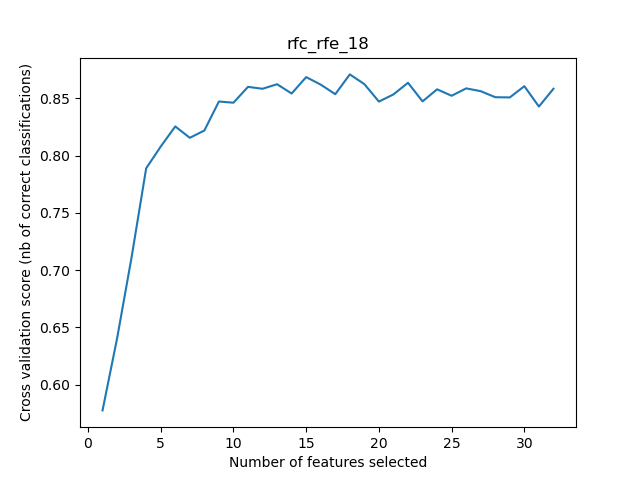 rfc_rfe_18
Cross validation score (nb of correct classifications)
0.85
0.80
0.75
0.70
0.65
0.60
0 5 10 15 20 25 30
Number of features selected